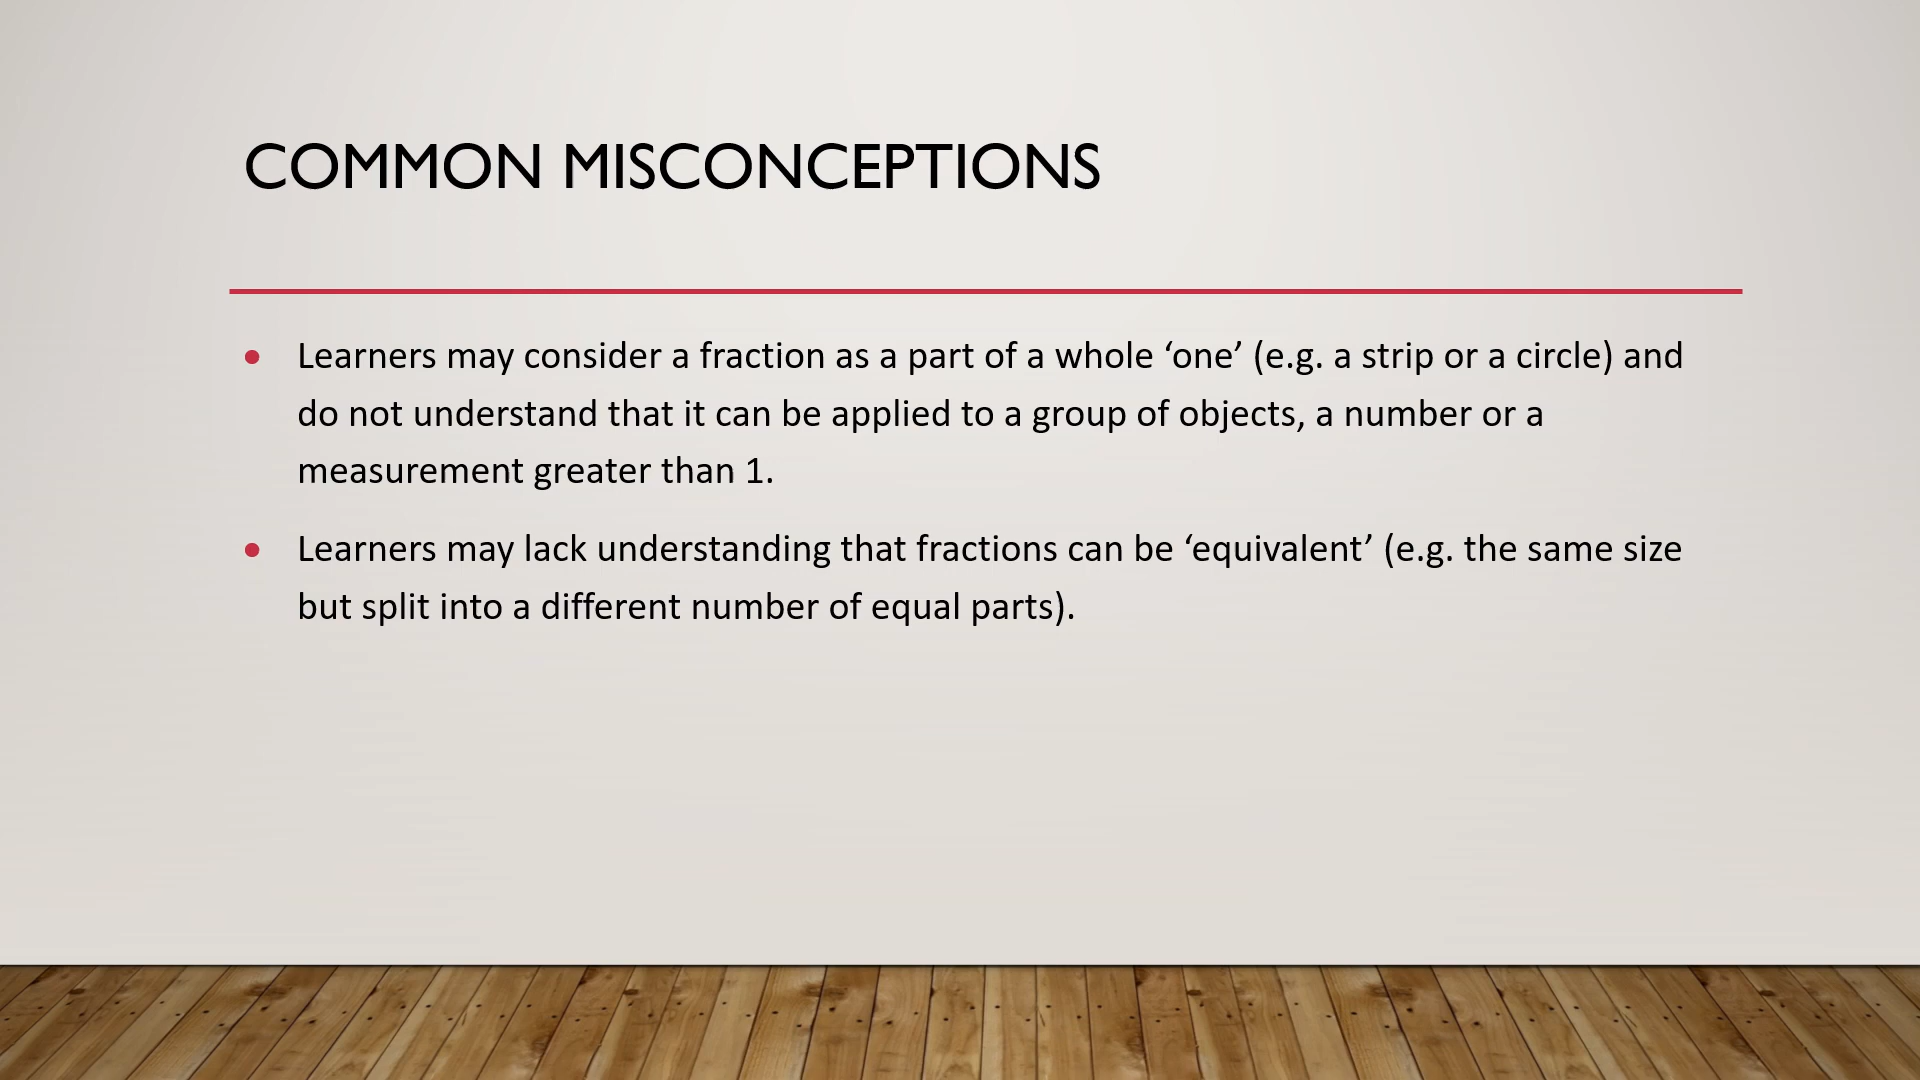 COMMON MISCONCEPTIONS
• Learners may consider a fraction as a part of a whole ‘one’ (e.g. a strip or a circle) and
do not understand that it can be applied to a group of objects, a number or a
measurement greater than 1.
• Learners may lack understanding that fractions can be ‘equivalent’ (e.g. the same size
but split into a different number of equal parts).